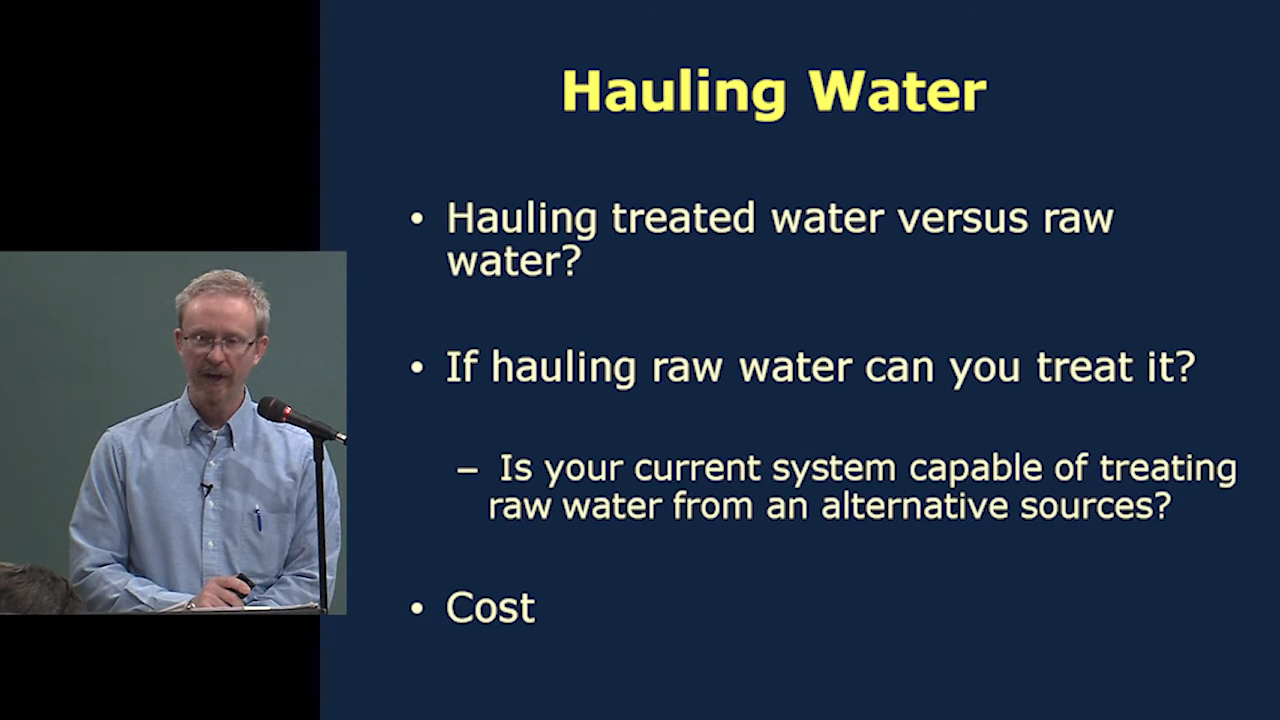 Hauling Water
• Hauling treated water versus raw
water?
• If hauling raw water can you treat it?
– Is your current system capable of treating
raw water from an alternative sources?
• Cost